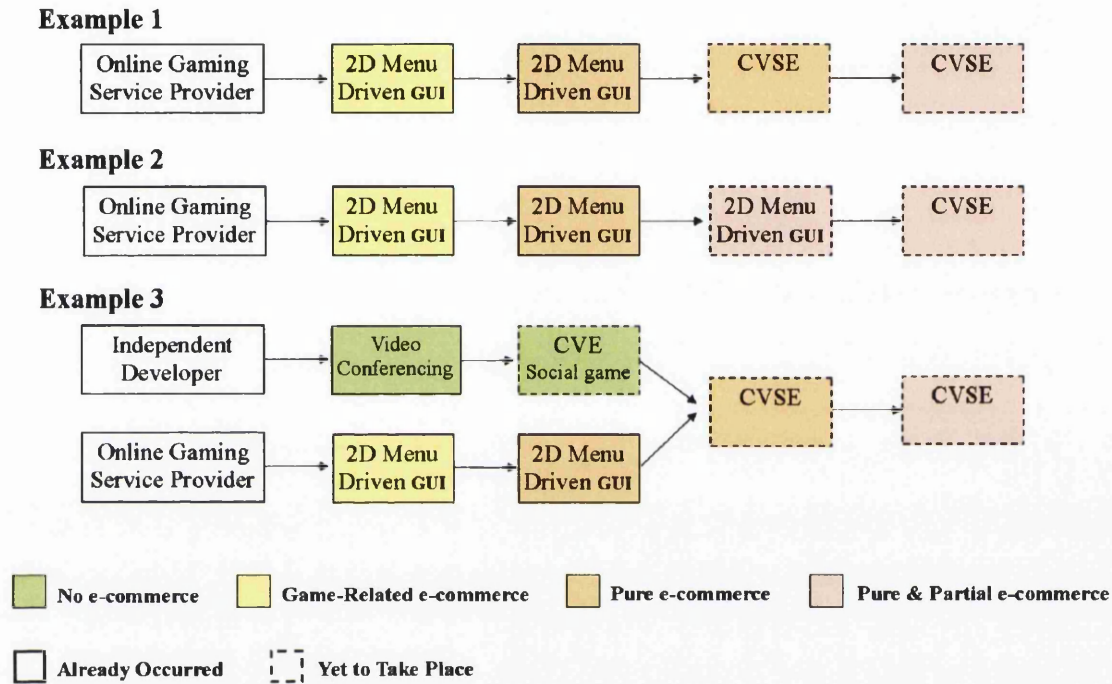 Example 1
Online Gaming
Service Provider
2D Menu
Driven GUI
2D Menu
Driven GUI
CVSE
CVSE
Example 2
Online Gaming
Service Provider
2D Menu
Driven GUI
2D Menu
Driven GUI
2D Menu
Driven GUI
CVSE
Example 3
Independent
Developer
Video
Conferencing
CVE
Social game
Online Gaming
Service Provider
2D Menu
Driven GUI
2D Menu
Driven GUI
CVSE
CVSE
No e-commerce
Game-Related e-commerce
Pure e-commerce
Pure & Partial e-commerce
Already Occurred
Yet to Take Place